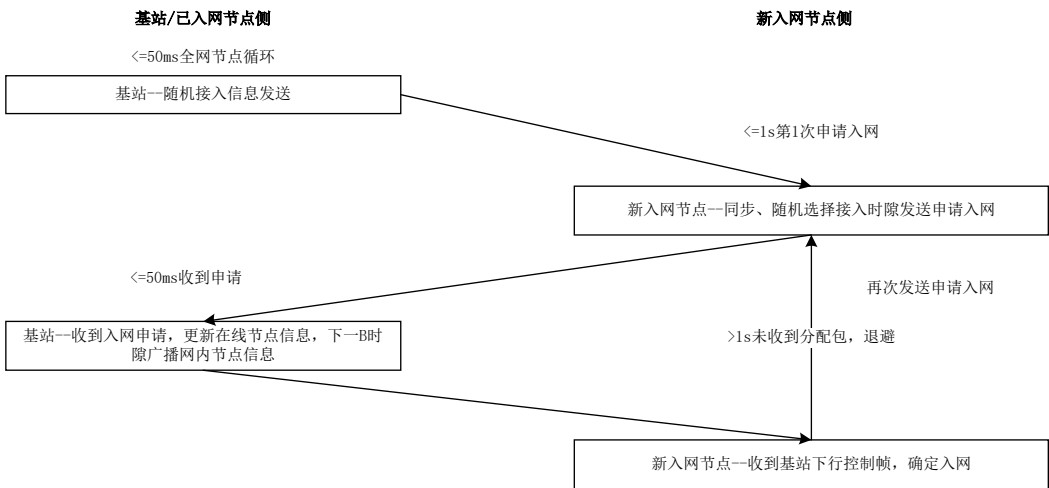 基站/已入网节点侧
新入网节点侧
<=50ms全网节点循环
基站--随机接入信息发送
<=1s第1次申请入网
新入网节点--同步、随机选择接入时隙发送申请入网
<=50ms收到申请
再次发送申请入网
基站--收到入网申请，更新在线节点信息，下一B时
隙广播网内节点信息
>1s未收到分配包，退避
新入网节点--收到基站下行控制帧，确定入网